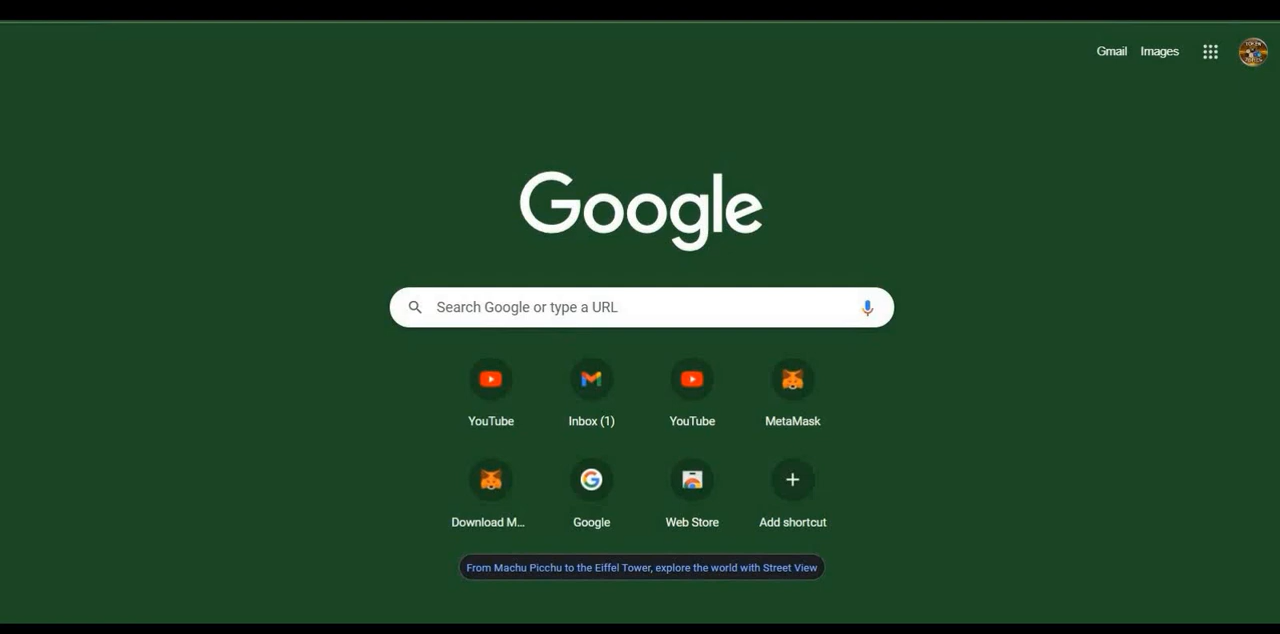 Gmail Images
Google
Search Google or type a URL
YouTube Inbox (1) YouTube MetaMask
Download M... Google Web Store Add shortcut
From Machu Picchu to the Eiffel Tower, explore the world with Street View